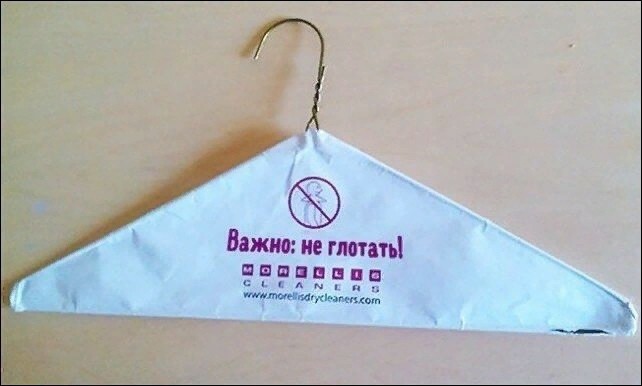 Важно: не глотать!
MORELLIS
CLEANERS
www.morellisdrycleaners.com